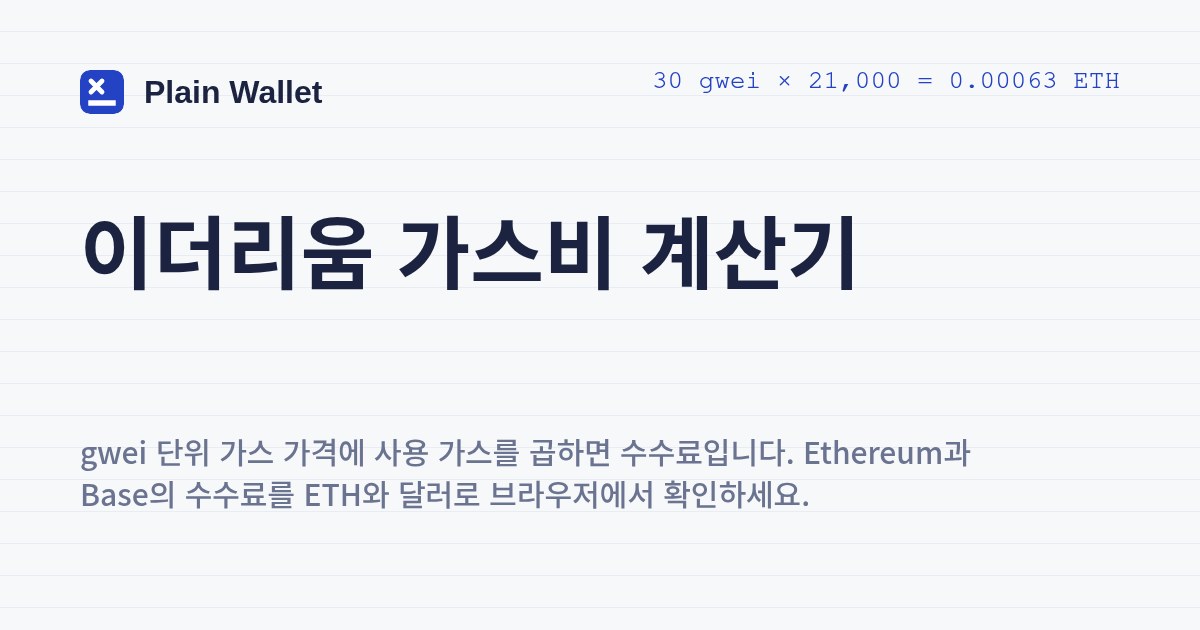 Plain Wallet
30 gwei × 21,000 = 0.00063 ETH
이더리움 가스비 계산기
gwei 단위 가스 가격에 사용 가스를 곱하면 수수료입니다. Ethereum과
Base의 수수료를 ETH와 달러로 브라우저에서 확인하세요.